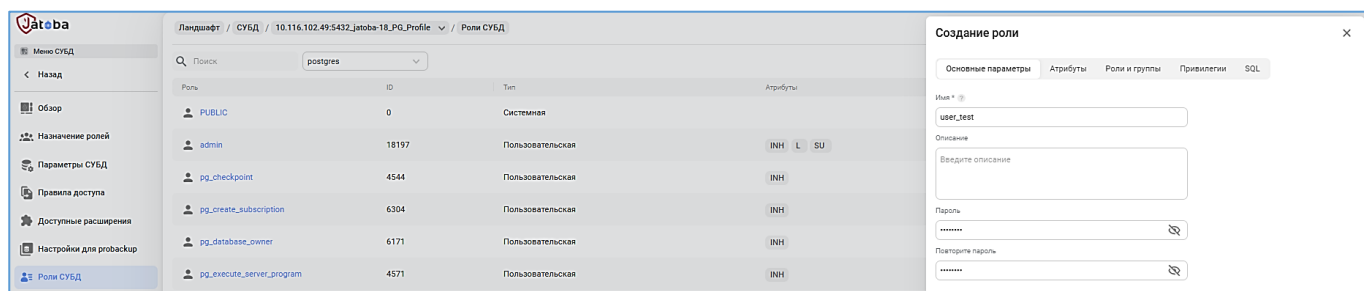 Jatoba
Меню СУБД
Назад
Обзор
Назначение ролей
Параметры СУБД
Правила доступа
Доступные расширения
Настройки для probackup
Роли СУБД
Ландшафт / СУБД / 10.116.102.49:5432_jatoba-18_PG_Profile / Роли СУБД
Поиск postgres
Роль ID Тип Атрибуты
PUBLIC 0 Системная
admin 18197 Пользовательская INH L SU
pg_checkpoint 4544 Пользовательская INH
pg_create_subscription 6304 Пользовательская INH
pg_database_owner 6171 Пользовательская INH
pg_execute_server_program 4571 Пользовательская INH
Создание роли
Основные параметры Атрибуты Роли и группы Привилегии SQL
Имя *
user_test
Описание
Введите описание
Пароль
••••••••
Повторите пароль
••••••••